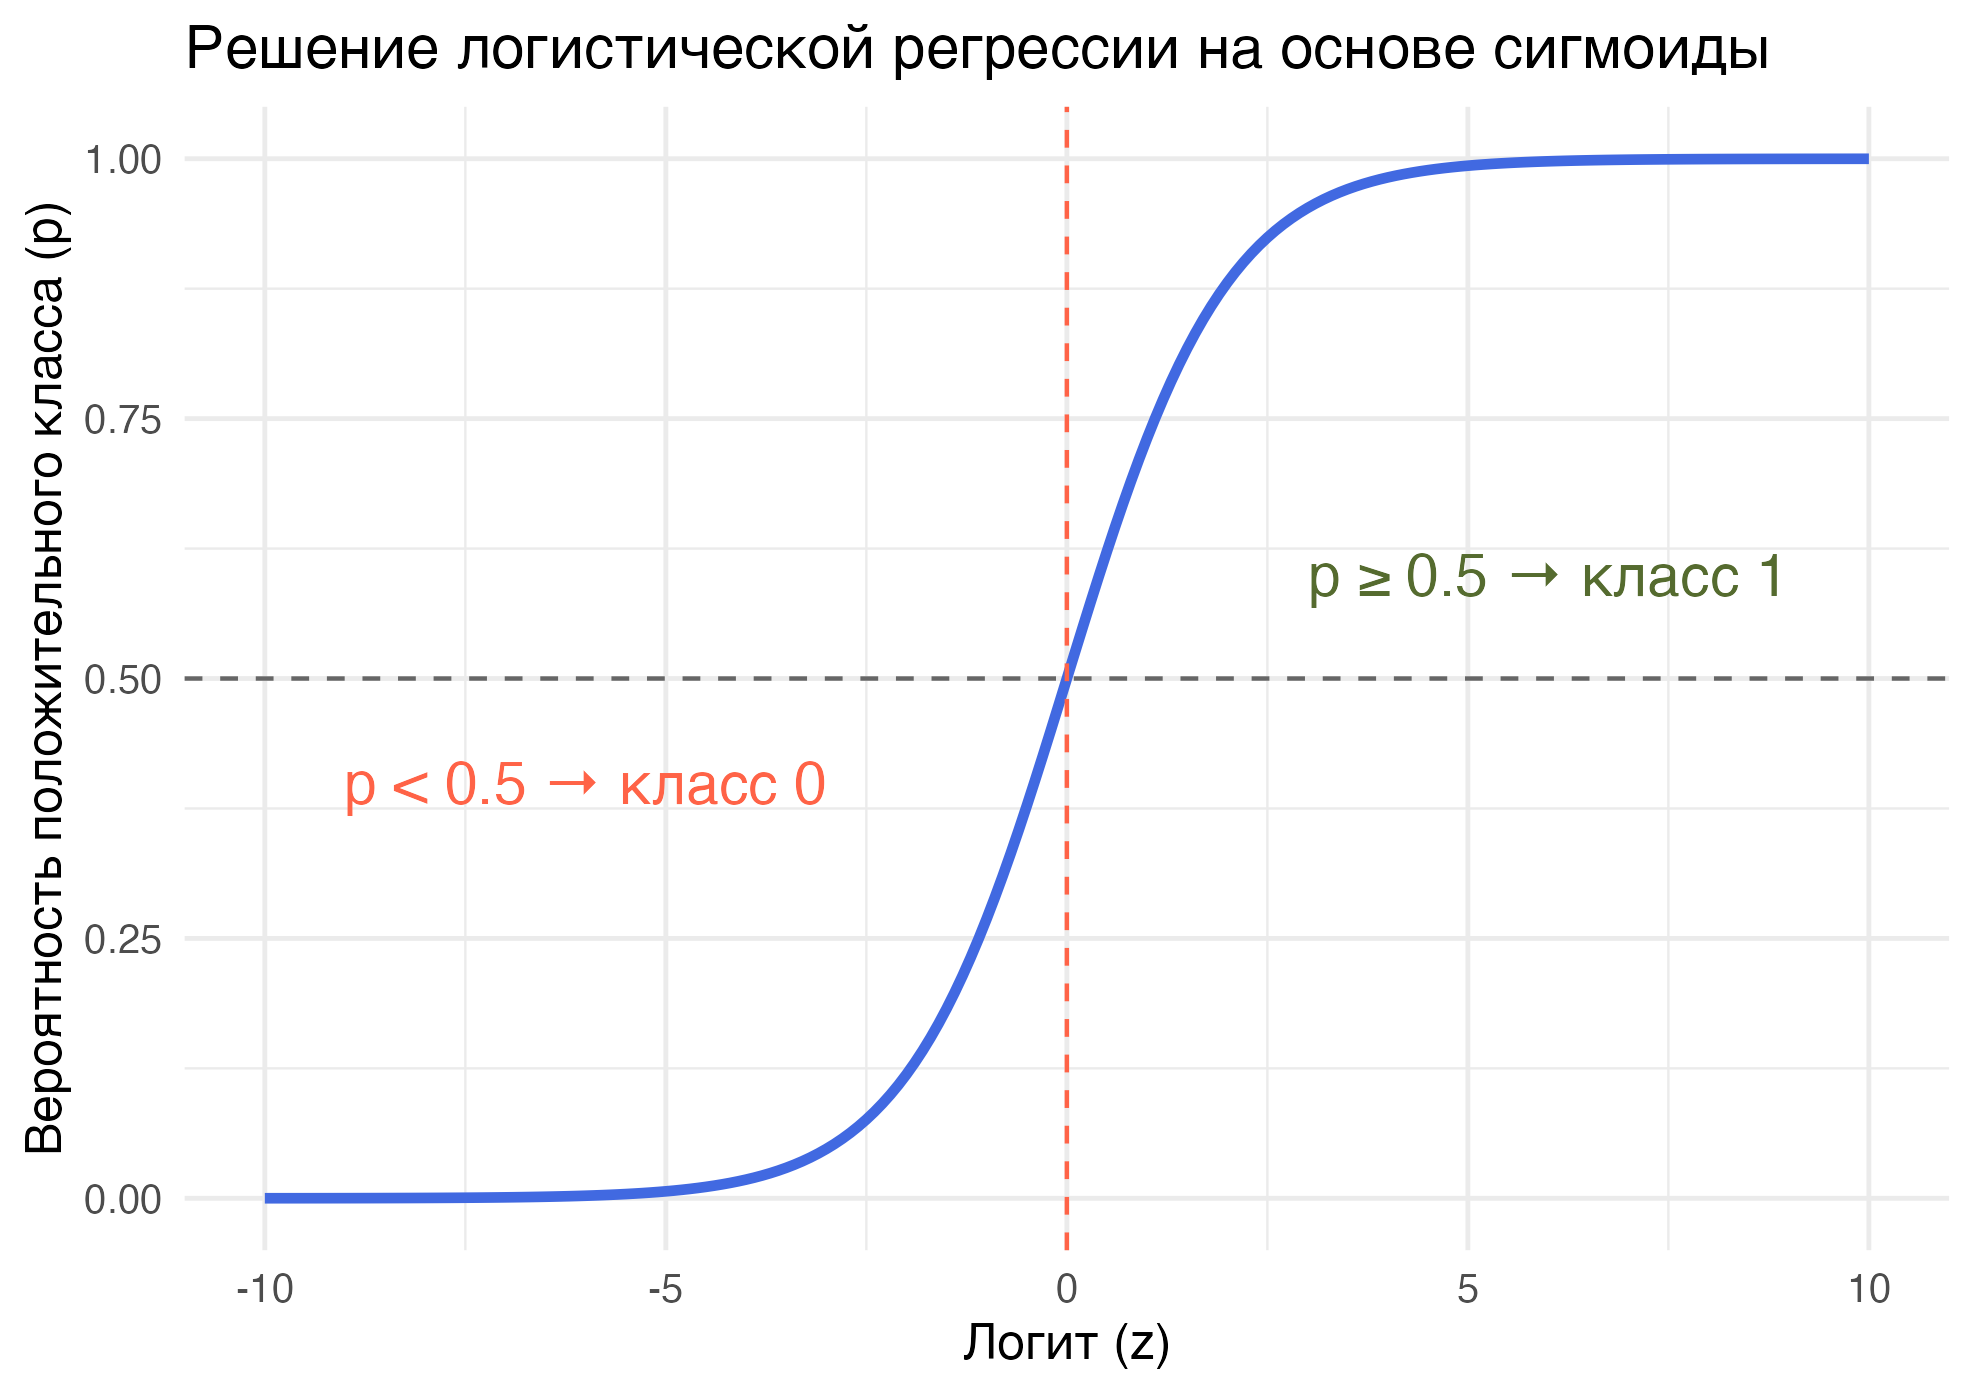 Решение логистической регрессии на основе сигмоиды
Вероятность положительного класса (p)
1.00
0.75
0.50
0.25
0.00
p ≥ 0.5 → класс 1
p < 0.5 → класс 0
-10
-5
0
5
10
Логит (z)